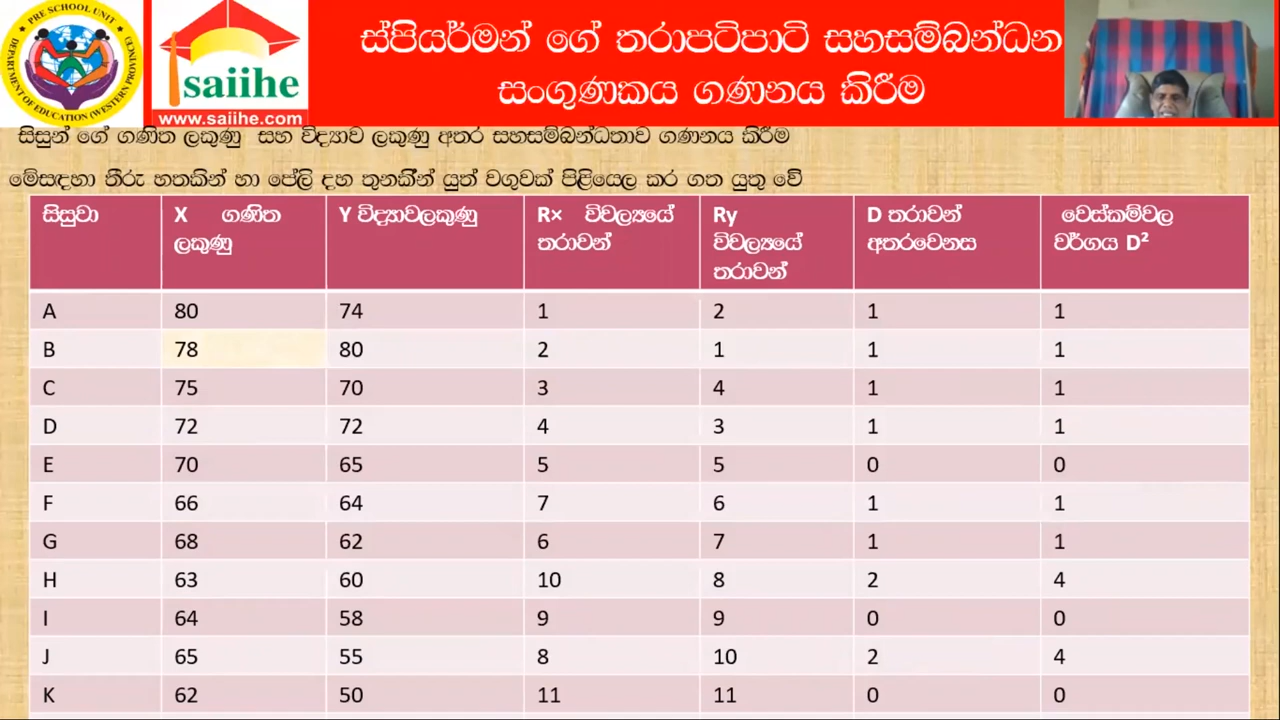 PRE SCHOOL UNIT
DEPARTMENT OF EDUCATION (WESTERN PROVINCE)
saiihe
www.saiihe.com
ස්පියර්මන් ගේ තරාපටිපාටි සහසම්බන්ධන
සංගුණකය ගණනය කිරීම
සිසුන් ගේ ගණිත ලකුණු සහ විද්‍යාව ලකුණු අතර සහසම්බන්ධතාව ගණනය කිරීම
මේසඳහා තීරු හතකින් හා පේලි දහ තුනකින් යුත් වගුවක් පිළියෙල කර ගත යුතු වේ
සිසුවා X ගණිත ලකුණු Y විද්‍යාවලකුණු R× විචල්‍යයේ තරාවන් Ry විචල්‍යයේ තරාවන් D තරාවන් අතරවෙනස වෙස්කම්වල වර්ගය D²
A 80 74 1 2 1 1
B 78 80 2 1 1 1
C 75 70 3 4 1 1
D 72 72 4 3 1 1
E 70 65 5 5 0 0
F 66 64 7 6 1 1
G 68 62 6 7 1 1
H 63 60 10 8 2 4
I 64 58 9 9 0 0
J 65 55 8 10 2 4
K 62 50 11 11 0 0